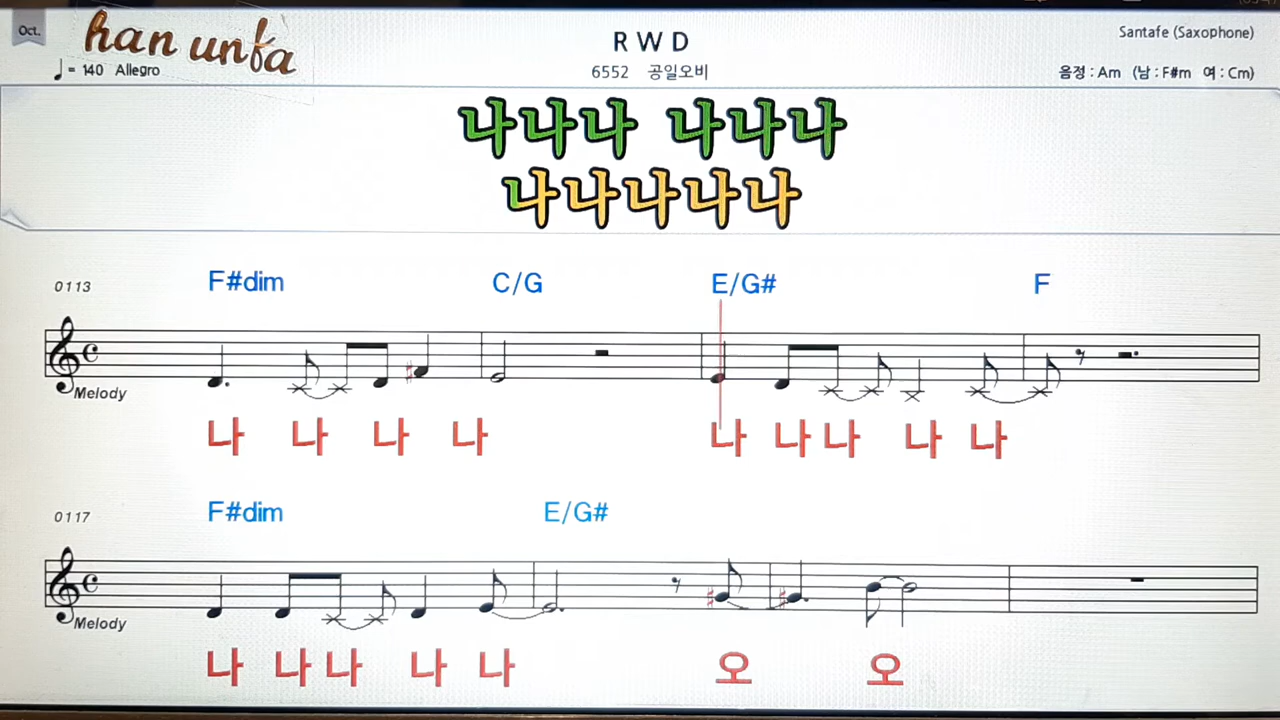 Oct.
han unfa
R W D
Santafe (Saxophone)
♩ = 140 Allegro
6552 공일오비
음정 : Am (남 : F#m 여 : Cm)
나나나 나나나
나나나나나
0113
F#dim C/G E/G# F
Melody
나 나 나 나 나 나 나 나 나
0117
F#dim E/G#
Melody
나 나 나 나 나 오 오